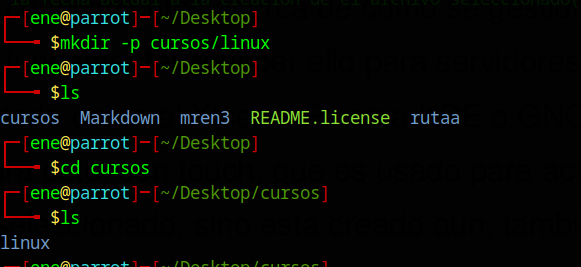 ┌─[ene@parrot]─[~/Desktop]
└──╼ $mkdir -p cursos/linux
┌─[ene@parrot]─[~/Desktop]
└──╼ $ls
cursos  Markdown  mren3  README.license  rutaa
┌─[ene@parrot]─[~/Desktop]
└──╼ $cd cursos
┌─[ene@parrot]─[~/Desktop/cursos]
└──╼ $ls
linux
┌─[ene@parrot]─[~/Desktop/cursos]